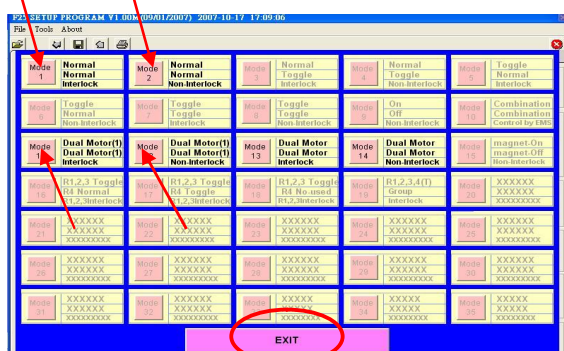 F25 SETUP PROGRAM V1.00M(09/01/2007) 2007-10-17 17:09:06
File Tools About
Mode 1 Normal Normal Interlock
Mode 2 Normal Normal Non-Interlock
Mode 3 Normal Toggle Interlock
Mode 4 Normal Toggle Non-Interlock
Mode 5 Toggle Normal Interlock
Mode 6 Toggle Normal Non-Interlock
Mode 7 Toggle Toggle Interlock
Mode 8 Toggle Toggle Non-Interlock
Mode 9 On Off Non-Interlock
Mode 10 Combination Combination Control by EMS
Mode Dual Motor(1) Dual Motor(1) Interlock
Mode Dual Motor(1) Dual Motor(1) Non-Interlock
Mode 13 Dual Motor Dual Motor Interlock
Mode 14 Dual Motor Dual Motor Non-Interlock
Mode 15 magnet-On magnet-Off Non-Interlock
Mode 16 R1,2,3 Toggle R4 Normal R1,2,3Interlock
Mode 17 R1,2,3 Toggle R4 Toggle R1,2,3Interlock
Mode 18 R1,2,3 Toggle R4 No-used R1,2,3Interlock
Mode 19 R1,2,3,4(T) Group Interlock
Mode 20 XXXXXX XXXXXX XXXXXXXXX
Mode 21 XXXXXX XXXXXX XXXXXXXXX
Mode 22 XXXXXX XXXXXX XXXXXXXXX
Mode 23 XXXXXX XXXXXX XXXXXXXXX
Mode 24 XXXXXX XXXXXX XXXXXXXXX
Mode 25 XXXXXX XXXXXX XXXXXXXXX
Mode 26 XXXXXX XXXXXX XXXXXXXXX
Mode 27 XXXXXX XXXXXX XXXXXXXXX
Mode 28 XXXXXX XXXXXX XXXXXXXXX
Mode 29 XXXXXX XXXXXX XXXXXXXXX
Mode 30 XXXXXX XXXXXX XXXXXXXXX
Mode 31 XXXXXX XXXXXX XXXXXXXXX
Mode 32 XXXXXX XXXXXX XXXXXXXXX
Mode 33 XXXXXX XXXXXX XXXXXXXXX
Mode 34 XXXXXX XXXXXX XXXXXXXXX
Mode 35 XXXXXX XXXXXX XXXXXXXXX
EXIT